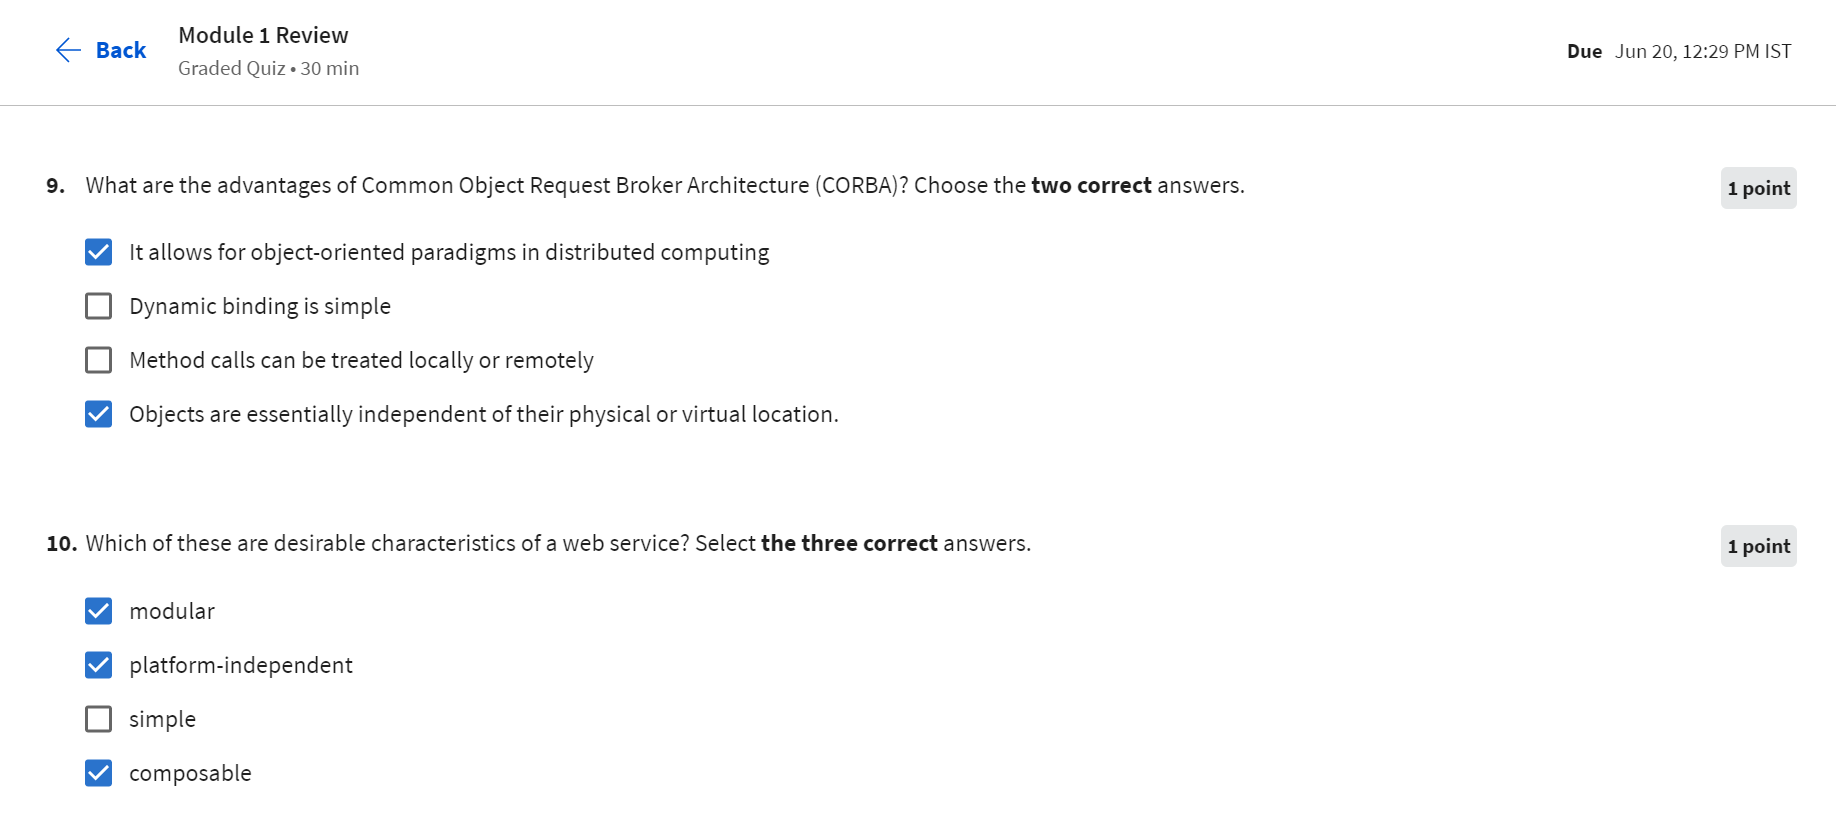 Back
Module 1 Review
Graded Quiz • 30 min
Due Jun 20, 12:29 PM IST
9. What are the advantages of Common Object Request Broker Architecture (CORBA)? Choose the two correct answers.
1 point
It allows for object-oriented paradigms in distributed computing
Dynamic binding is simple
Method calls can be treated locally or remotely
Objects are essentially independent of their physical or virtual location.
10. Which of these are desirable characteristics of a web service? Select the three correct answers.
1 point
modular
platform-independent
simple
composable